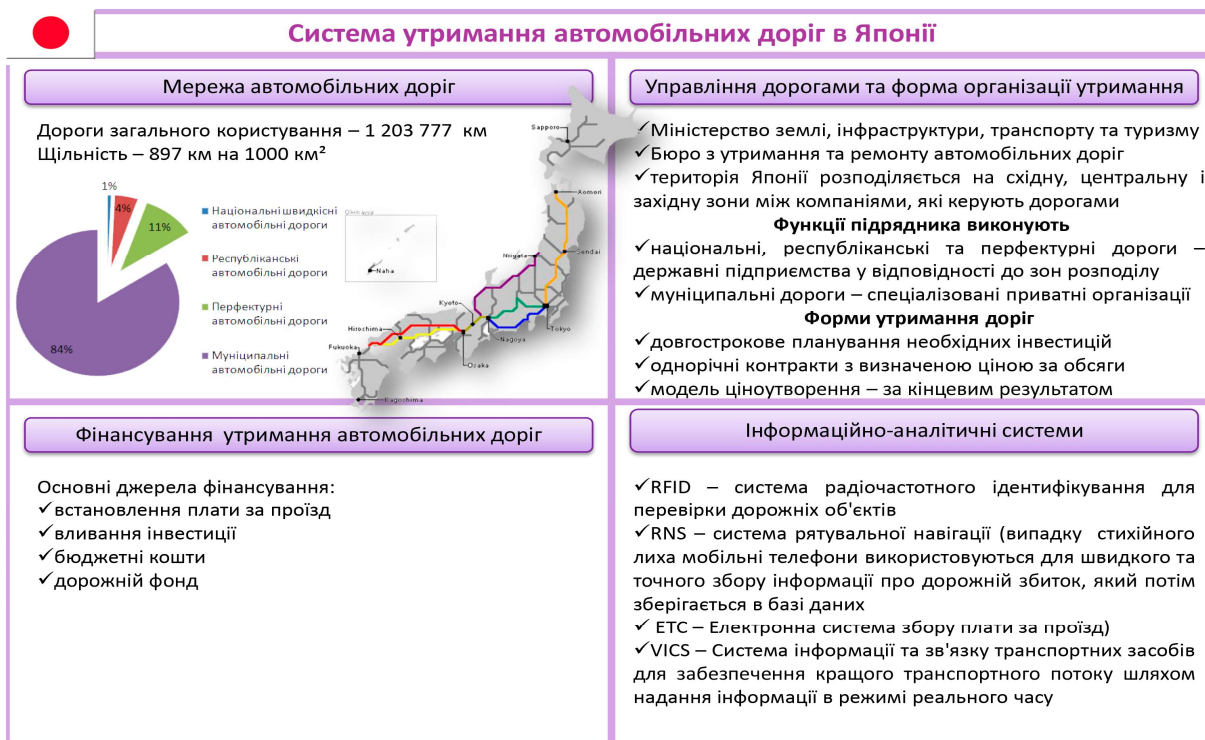 Система утримання автомобільних доріг в Японії
Мережа автомобільних доріг
Дороги загального користування – 1 203 777 км
Щільність – 897 км на 1000 км²
1%
4%
11%
84%
Національні швидкісні
автомобільні дороги
Республіканські
автомобільні дороги
Перфектурні
автомобільні дороги
Муніципальні
автомобільні дороги
Sapporo
Aomori
Sendai
Niigata
Naha
Kyoto
Hiroshima
Tokyo
Nagoya
Fukuoka
Osaka
Kagoshima
Управління дорогами та форма організації утримання
✓Міністерство землі, інфраструктури, транспорту та туризму
✓Бюро з утримання та ремонту автомобільних доріг
✓територія Японії розподіляється на східну, центральну і
західну зони між компаніями, які керують дорогами
Функції підрядника виконують
✓національні, республіканські та перфектурні дороги –
державні підприємства у відповідності до зон розподілу
✓муніципальні дороги – спеціалізовані приватні організації
Форми утримання доріг
✓довгострокове планування необхідних інвестицій
✓однорічні контракти з визначеною ціною за обсяги
✓модель ціноутворення – за кінцевим результатом
Фінансування утримання автомобільних доріг
Основні джерела фінансування:
✓встановлення плати за проїзд
✓вливання інвестиції
✓бюджетні кошти
✓дорожній фонд
Інформаційно-аналітичні системи
✓RFID – система радіочастотного ідентифікування для
перевірки дорожніх об'єктів
✓RNS – система рятувальної навігації (випадку стихійного
лиха мобільні телефони використовуються для швидкого та
точного збору інформації про дорожній збиток, який потім
зберігається в базі даних
✓ ETC – Електронна система збору плати за проїзд)
✓VICS – Система інформації та зв'язку транспортних засобів
для забезпечення кращого транспортного потоку шляхом
надання інформації в режимі реального часу